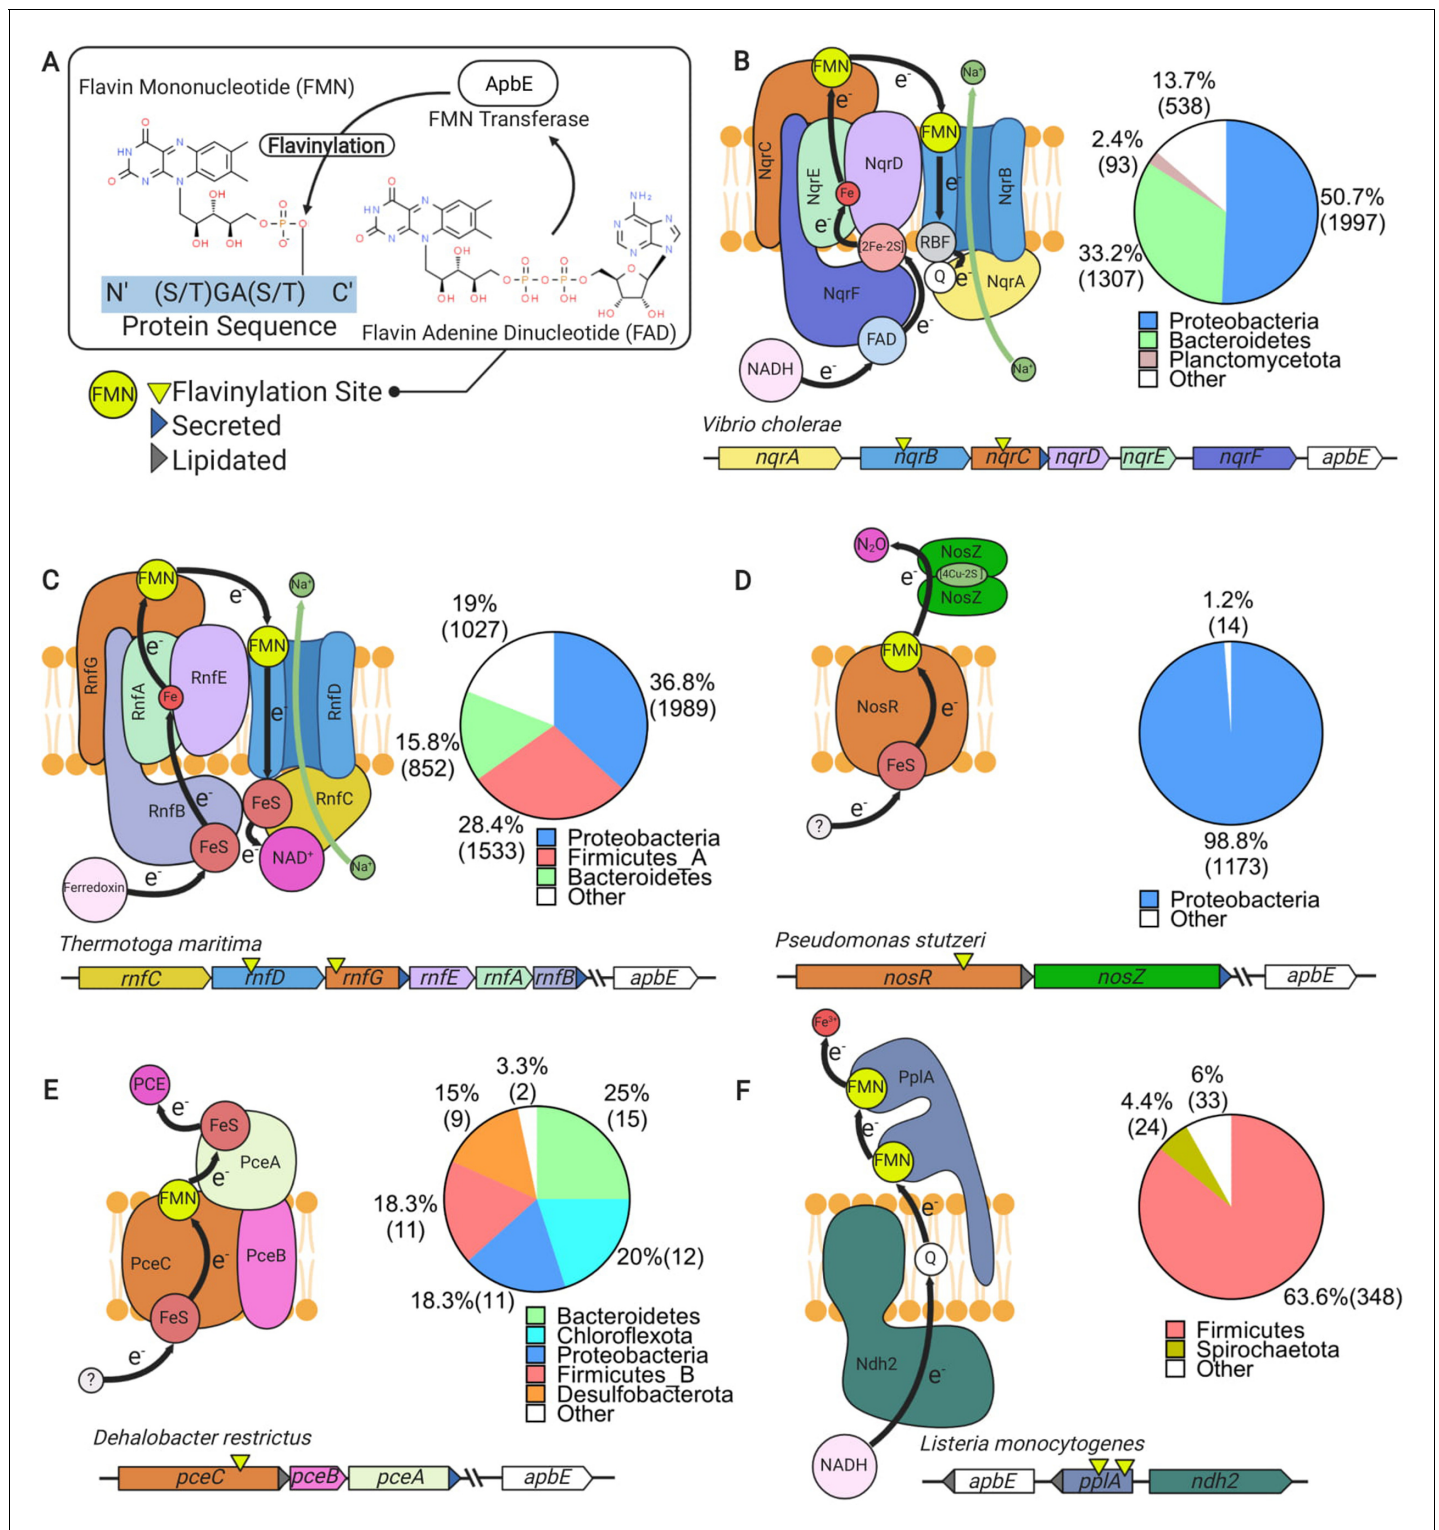 A
Flavin Mononucleotide (FMN)
ApbE
FMN Transferase
Flavinylation
N' (S/T)GA(S/T) C'
Protein Sequence
Flavin Adenine Dinucleotide (FAD)
FMN
Flavinylation Site
Secreted
Lipidated
B
FMN
e-
Na+
e-
FMN
NqrC
NqrE
NqrD
e-
NqrB
Fe
e-
[2Fe-2S]
RBF
Q
e-
NqrA
NqrF
e-
FAD
NADH
e-
Na+
13.7%
(538)
2.4%
(93)
50.7%
(1997)
33.2%
(1307)
Proteobacteria
Bacteroidetes
Planctomycetota
Other
Vibrio cholerae
nqrA nqrB nqrC nqrD nqrE nqrF apbE
C
FMN
e-
Na+
e-
FMN
RnfG
RnfA
RnfE
e-
RnfD
Fe
RnfB
e-
FeS
RnfC
FeS
e-
NAD+
Na+
Ferredoxin
e-
19%
(1027)
36.8%
(1989)
15.8%
(852)
28.4%
(1533)
Proteobacteria
Firmicutes_A
Bacteroidetes
Other
Thermotoga maritima
rnfC rnfD rnfG rnfE rnfA rnfB apbE
D
N2O
e-
NosZ
[4Cu-2S]
NosZ
FMN
NosR
e-
FeS
e-
?
1.2%
(14)
98.8%
(1173)
Proteobacteria
Other
Pseudomonas stutzeri
nosR nosZ apbE
E
PCE
e-
FeS
PceA
e-
FMN
PceC
e-
PceB
FeS
e-
?
3.3%
(2)
15%
(9)
25%
(15)
18.3%
(11)
20%(12)
18.3%(11)
Bacteroidetes
Chloroflexota
Proteobacteria
Firmicutes_B
Desulfobacterota
Other
Dehalobacter restrictus
pceC pceB pceA apbE
F
Fe3+
e-
FMN
PplA
e-
FMN
e-
Q
Ndh2
e-
NADH
6%
(33)
4.4%
(24)
63.6%(348)
Firmicutes
Spirochaetota
Other
Listeria monocytogenes
apbE pplA ndh2